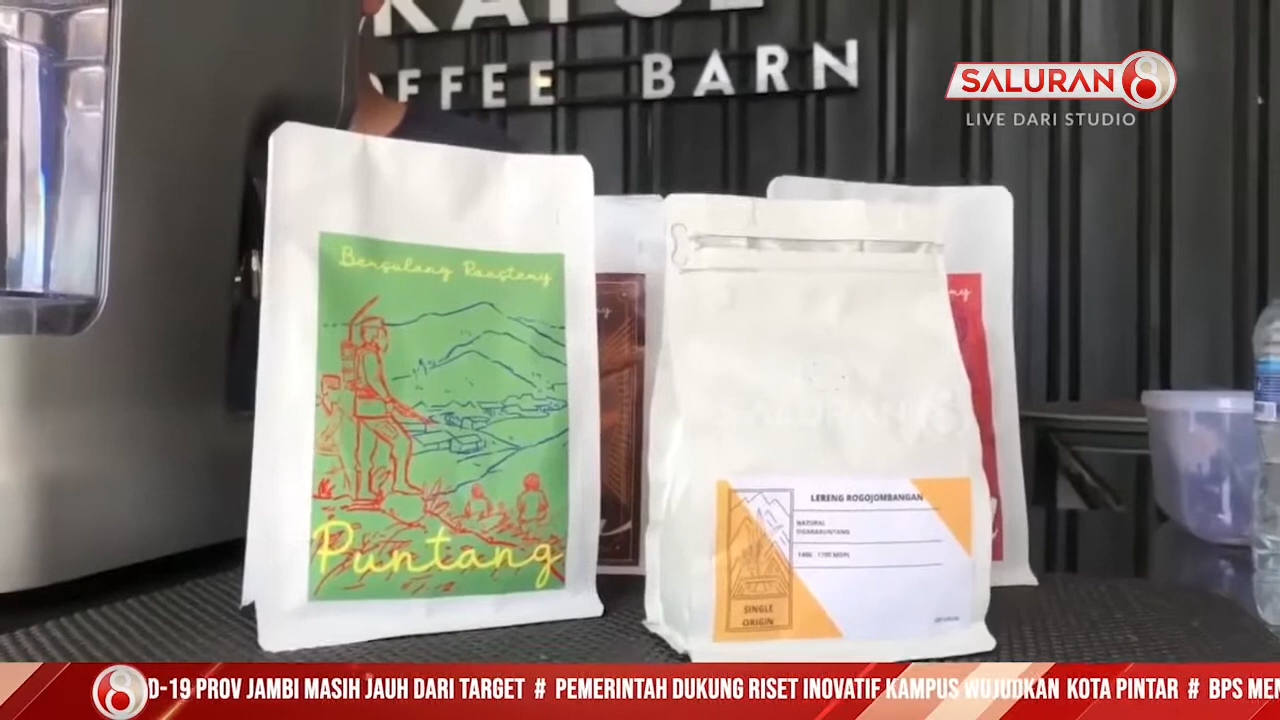 OFFEE BARN
SALURAN 8
LIVE DARI STUDIO
Bergulang Roastery
Puntang
LERENG ROGOJOMBANGAN
NATURAL
SINGLE
ORIGIN
D-19 PROV JAMBI MASIH JAUH DARI TARGET # PEMERINTAH DUKUNG RISET INOVATIF KAMPUS WUJUDKAN KOTA PINTAR # BPS MEN